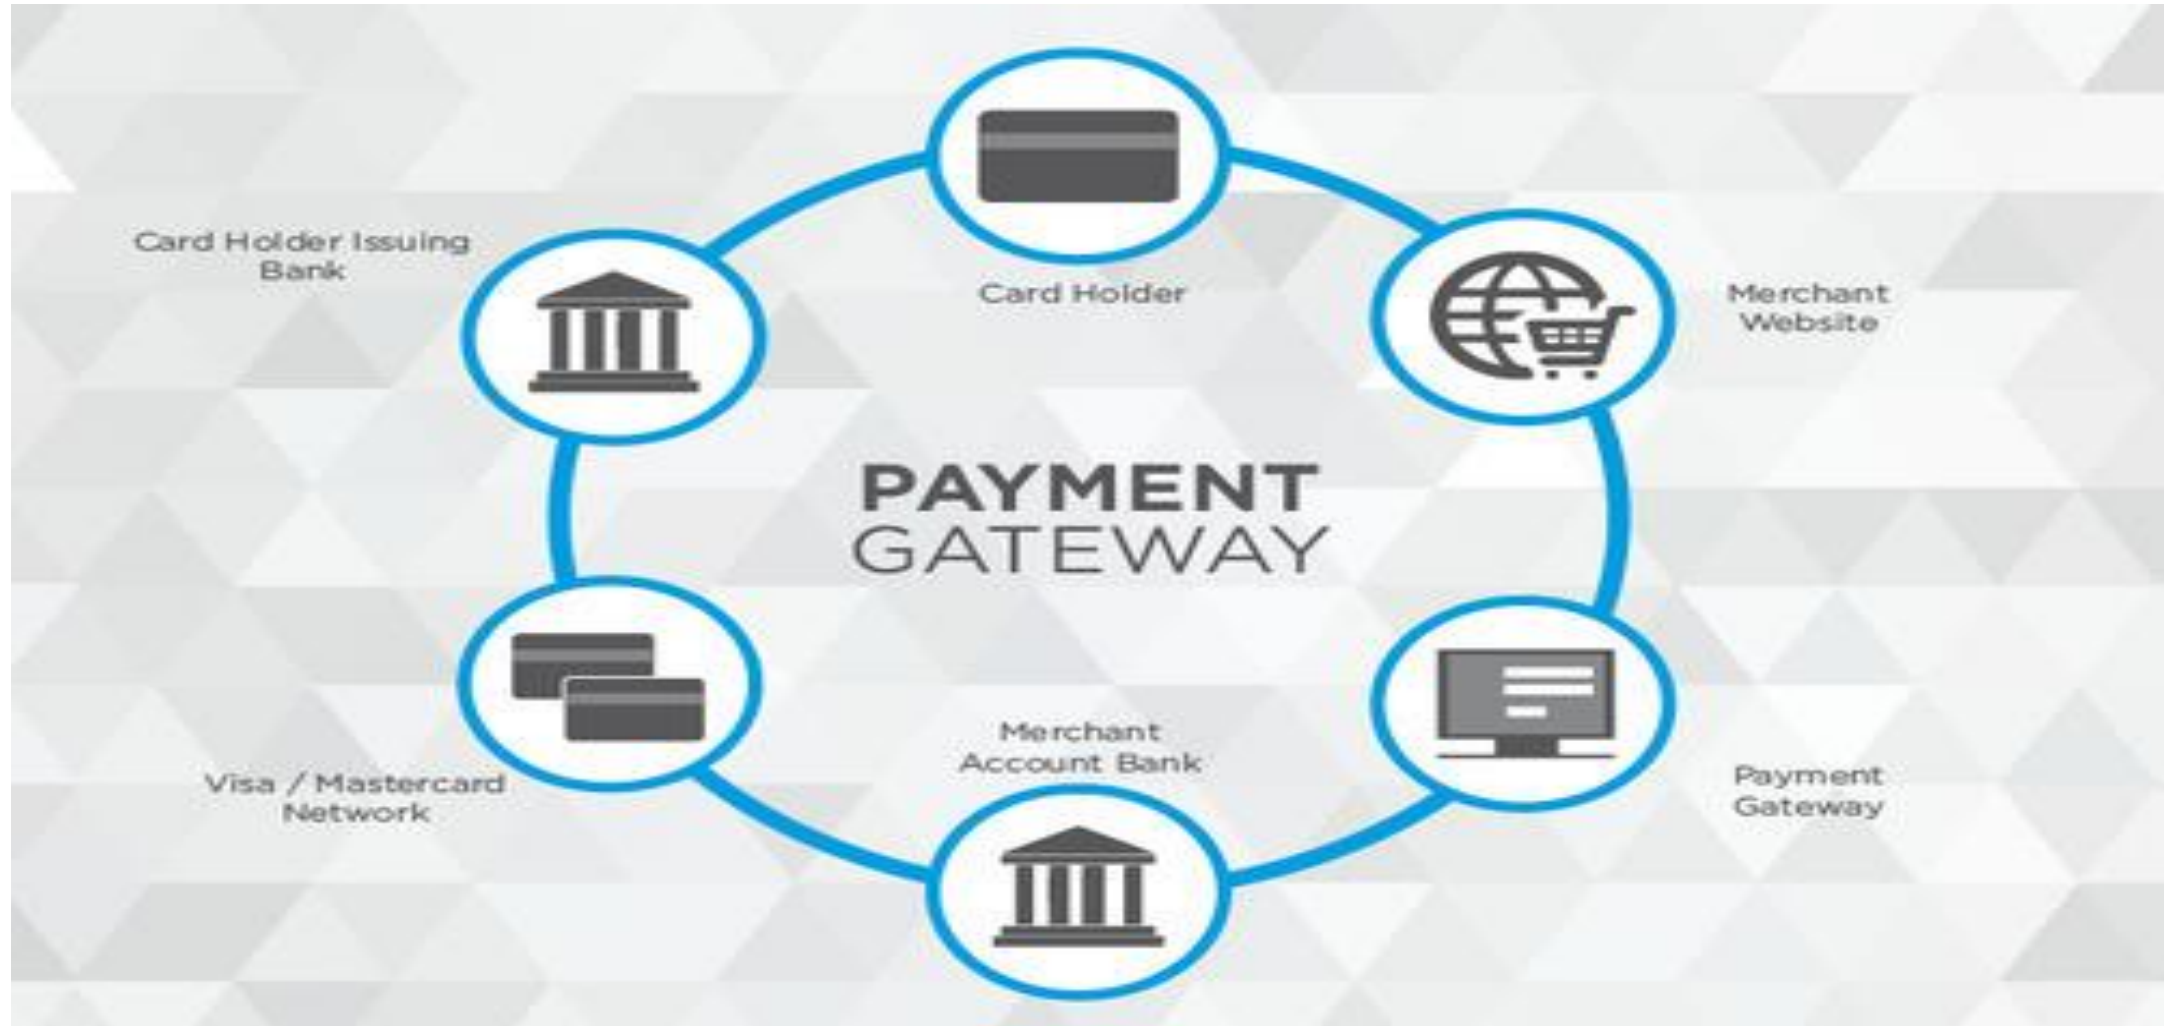 Card Holder
Card Holder Issuing
Bank
Merchant
Website
PAYMENT
GATEWAY
Merchant
Account Bank
Visa / Mastercard
Network
Payment
Gateway